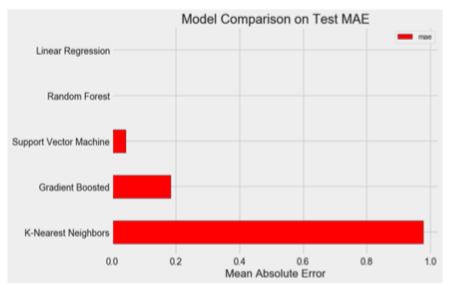 Model Comparison on Test MAE
mae
Linear Regression
Random Forest
Support Vector Machine
Gradient Boosted
K-Nearest Neighbors
0.0 0.2 0.4 0.6 0.8 1.0
Mean Absolute Error